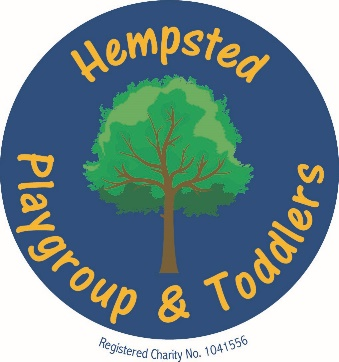 Hempsted
Playgroup & Toddlers
Registered Charity No. 1041556